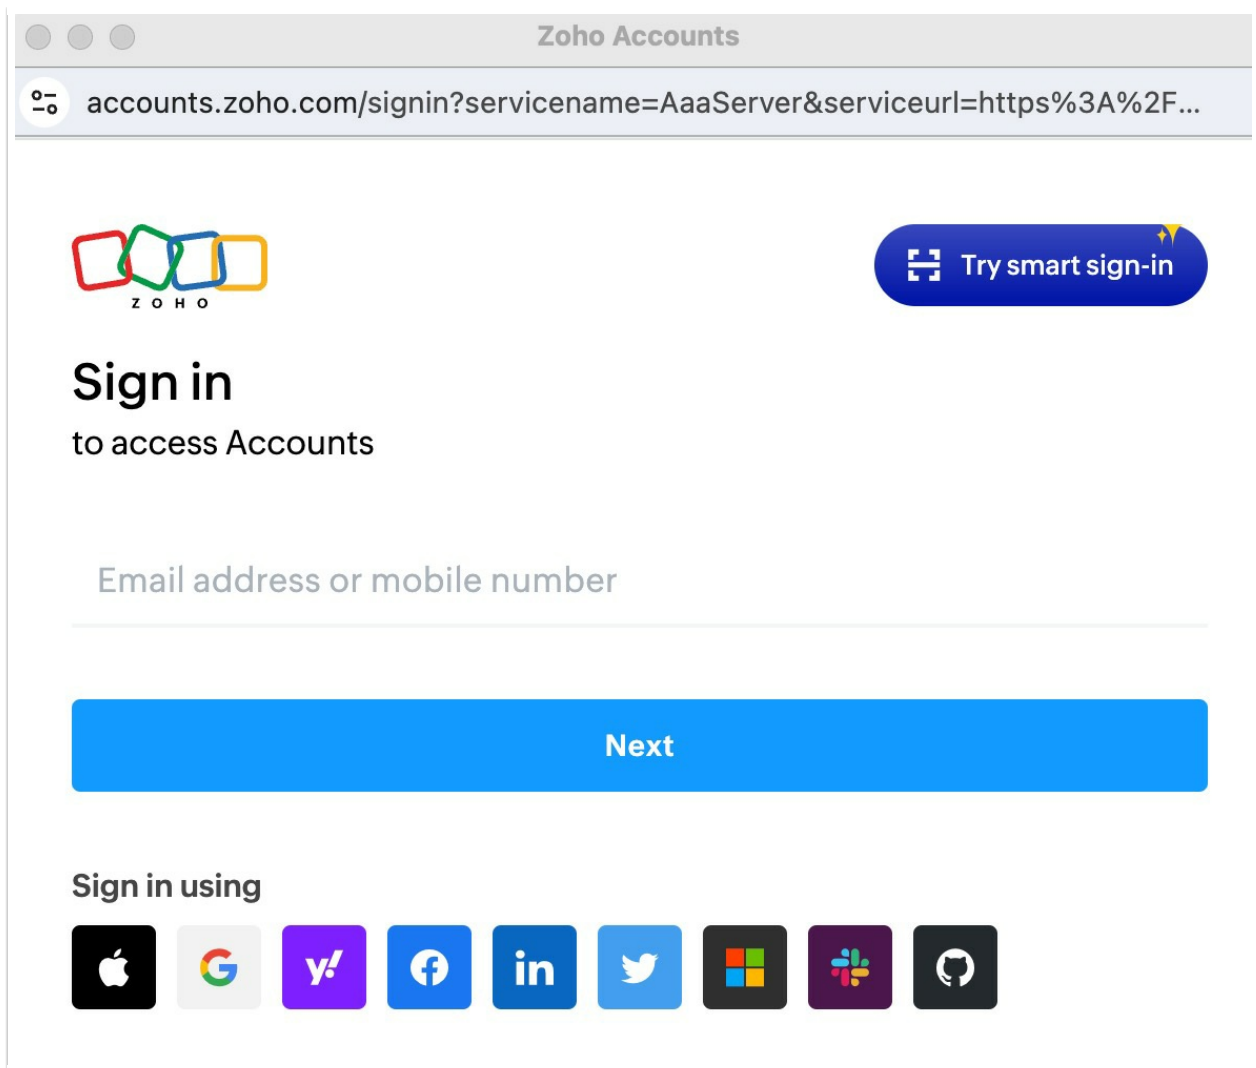 Zoho Accounts
accounts.zoho.com/signin?servicename=AaaServer&serviceurl=https%3A%2F...
ZOHO
Try smart sign-in
Sign in
to access Accounts
Email address or mobile number
Next
Sign in using
y!
in